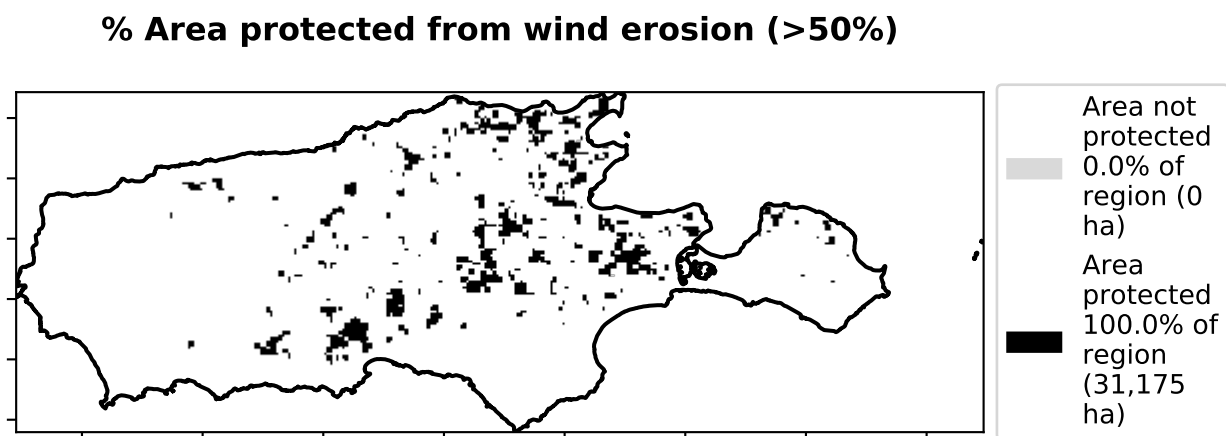 % Area protected from wind erosion (>50%)
Area not
protected
0.0% of
region (0
ha)
Area
protected
100.0% of
region
(31,175
ha)